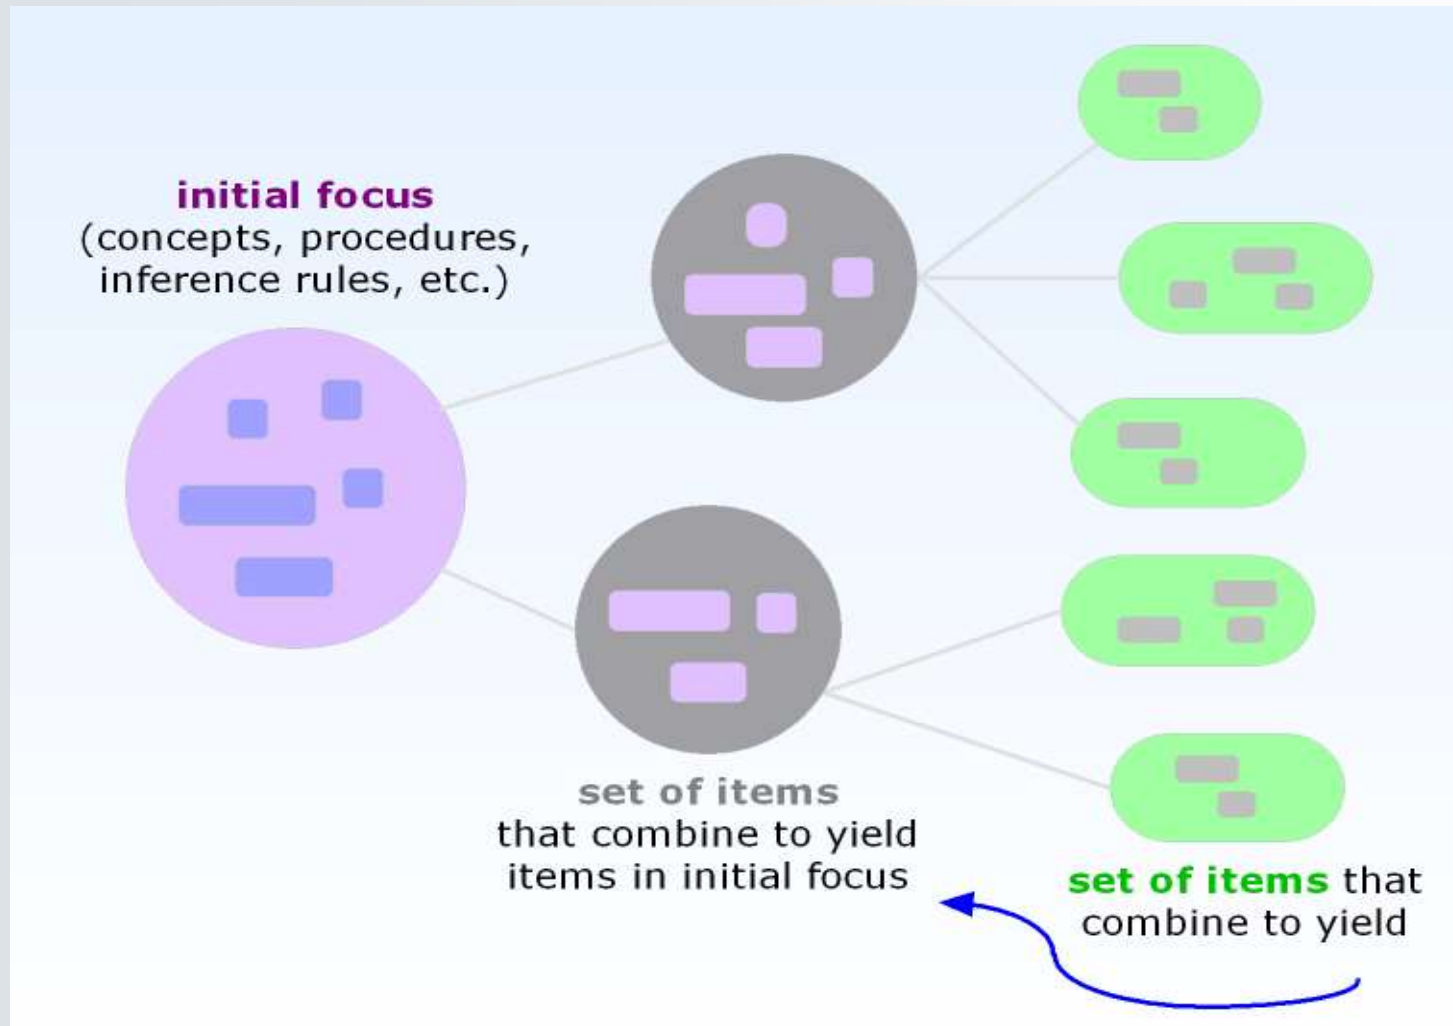 initial focus
(concepts, procedures,
inference rules, etc.)
set of items
that combine to yield
items in initial focus
set of items that
combine to yield